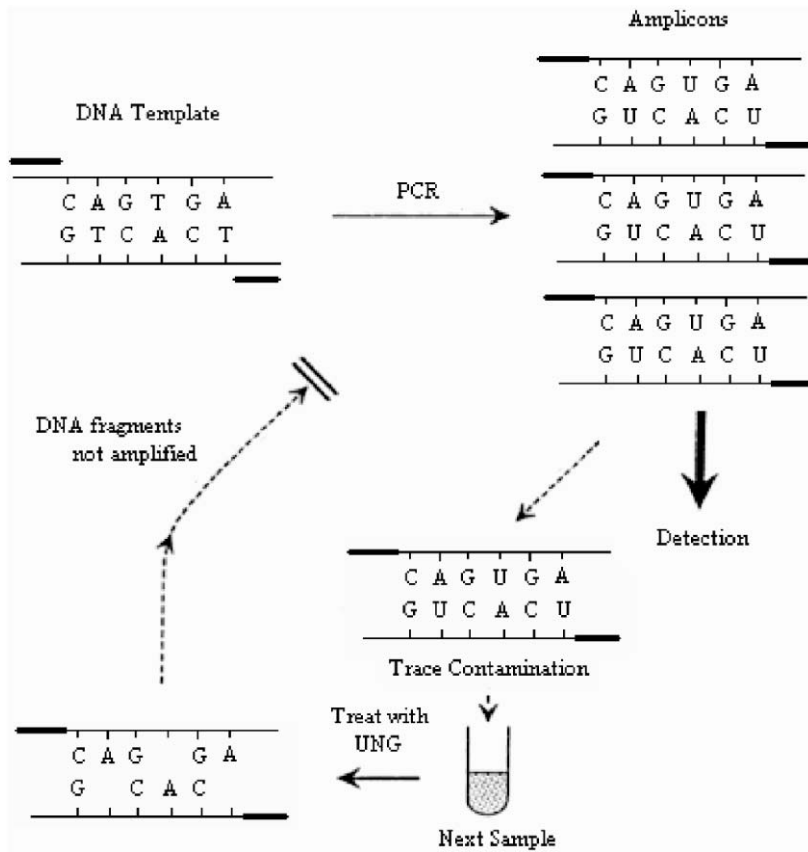 Amplicons
C A G U G A
G U C A C U
DNA Template
C A G T G A
G T C A C T
PCR
C A G U G A
G U C A C U
C A G U G A
G U C A C U
DNA fragments
not amplified
Detection
C A G U G A
G U C A C U
Trace Contamination
Treat with
UNG
C A G G A
G C A C
Next Sample